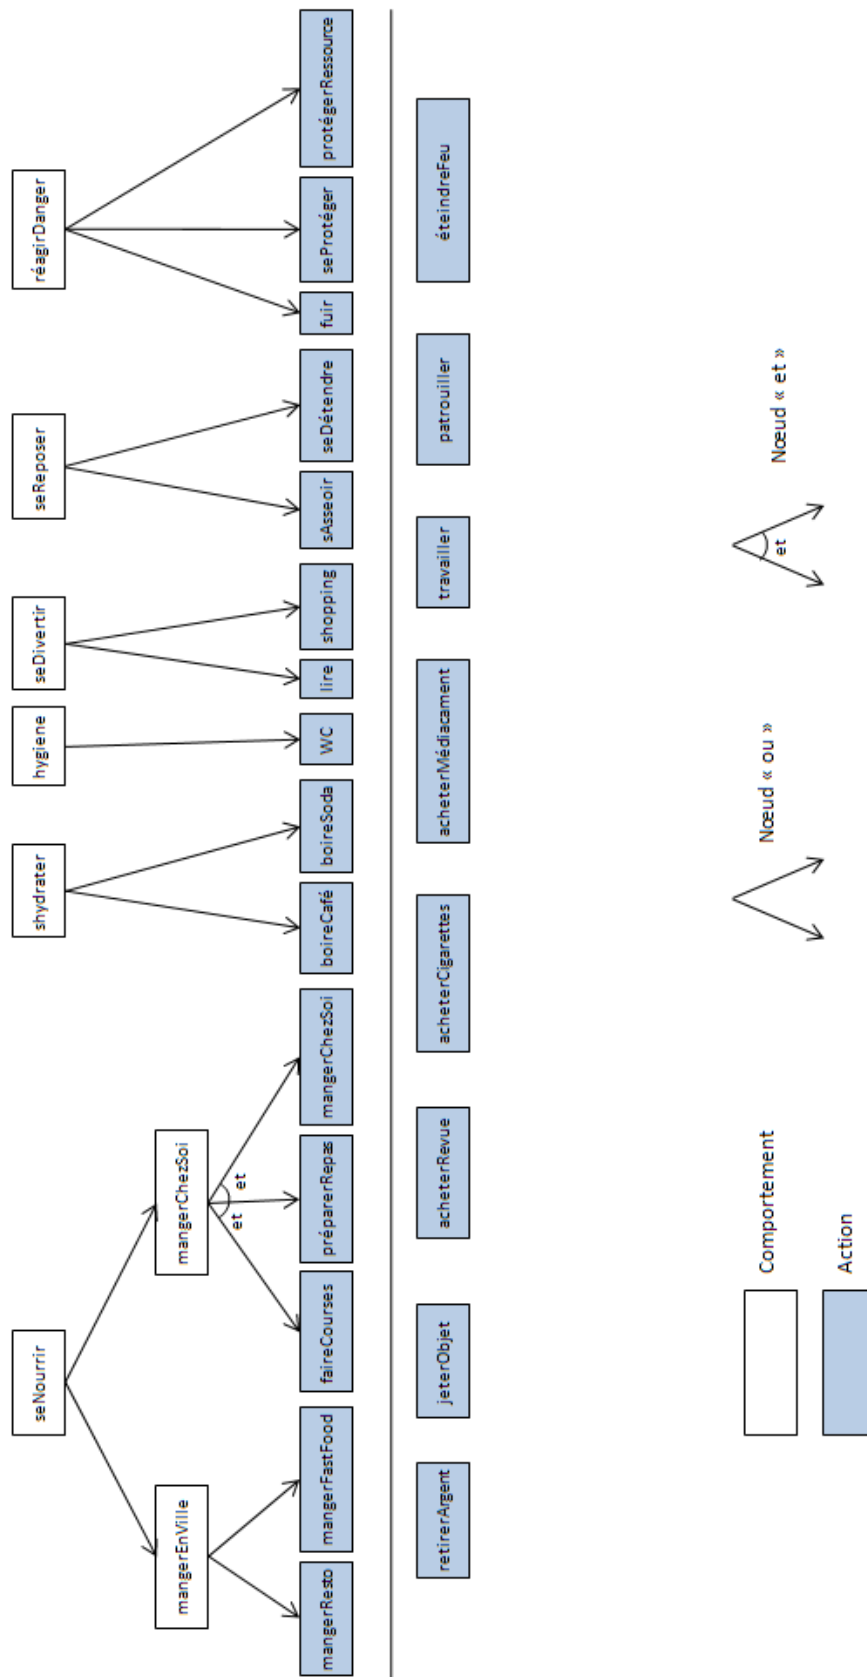 seNourrir
shydrater
hygiene
seDivertir
seReposer
réagirDanger
mangerEnVille
mangerChezSoi
et
et
mangerResto
mangerFastFood
faireCourses
préparerRepas
mangerChezSoi
boireCafé
boireSoda
WC
lire
shopping
sAsseoir
seDétendre
fuir
seProtéger
protégerRessource
retirerArgent
jeterObjet
acheterRevue
acheterCigarettes
acheterMédiacament
travailler
patrouiller
éteindreFeu
Comportement
Action
Nœud « ou »
et
Nœud « et »